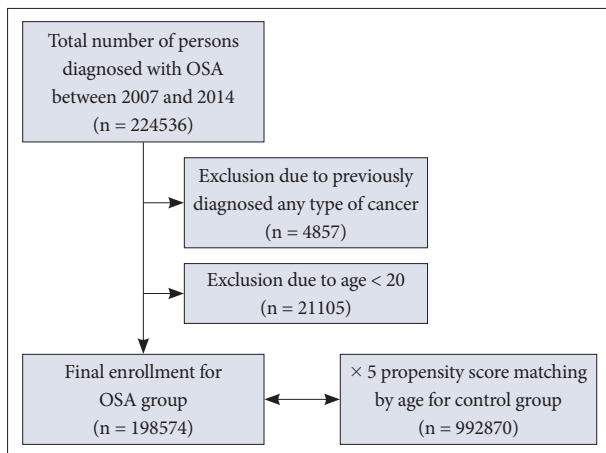 Total number of persons
diagnosed with OSA
between 2007 and 2014
(n = 224536)
Exclusion due to previously
diagnosed any type of cancer
(n = 4857)
Exclusion due to age < 20
(n = 21105)
Final enrollment for
OSA group
(n = 198574)
× 5 propensity score matching
by age for control group
(n = 992870)